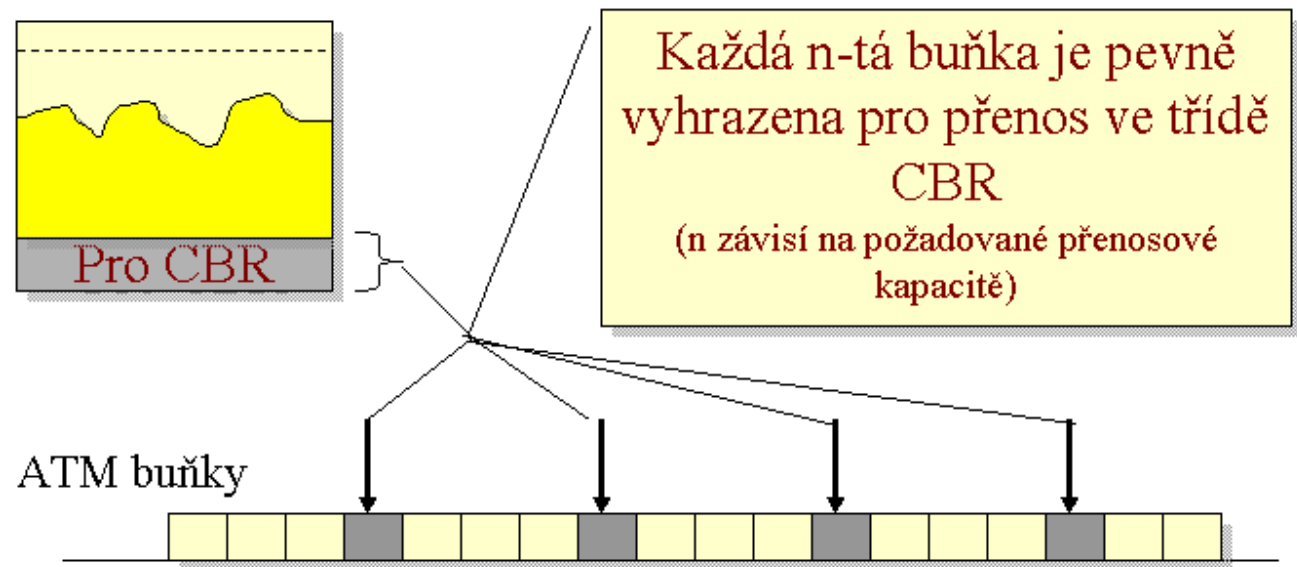 Každá n-tá buňka je pevně
vyhrazena pro přenos ve třídě
CBR
(n závisí na požadované přenosové
kapacitě)
Pro CBR
ATM buňky